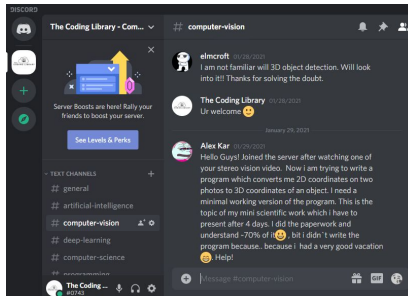 DISCORD
The Coding Library - Com...
# computer-vision
Server Boosts are here! Rally your
friends to boost your server.
See Levels & Perks
TEXT CHANNELS
# general
# artificial-intelligence
# computer-vision
# deep-learning
# computer-science
# programming
The Coding ...
#0743
elmcroft 01/28/2021
I am not familiar will 3D object detection. Will look
into it!! Thanks for solving the doubt.
The Coding Library 01/28/2021
Ur welcome 🙂
January 29, 2021
Alex Kar 01/29/2021
Hello Guys! Joined the server after watching one of
your stereo vision video. Now i am trying to write a
program which converts me 2D coordinates on two
photos to 3D coordinates of an object. I need a
minimal working version of the program. This is the
topic of my mini scientific work which i have to
present after 4 days. I did the paperwork and
understand -70% of it😀, bit i didn`t write the
program because.. because i had a very good vacation
😁. Help!
Message #computer-vision
GIF